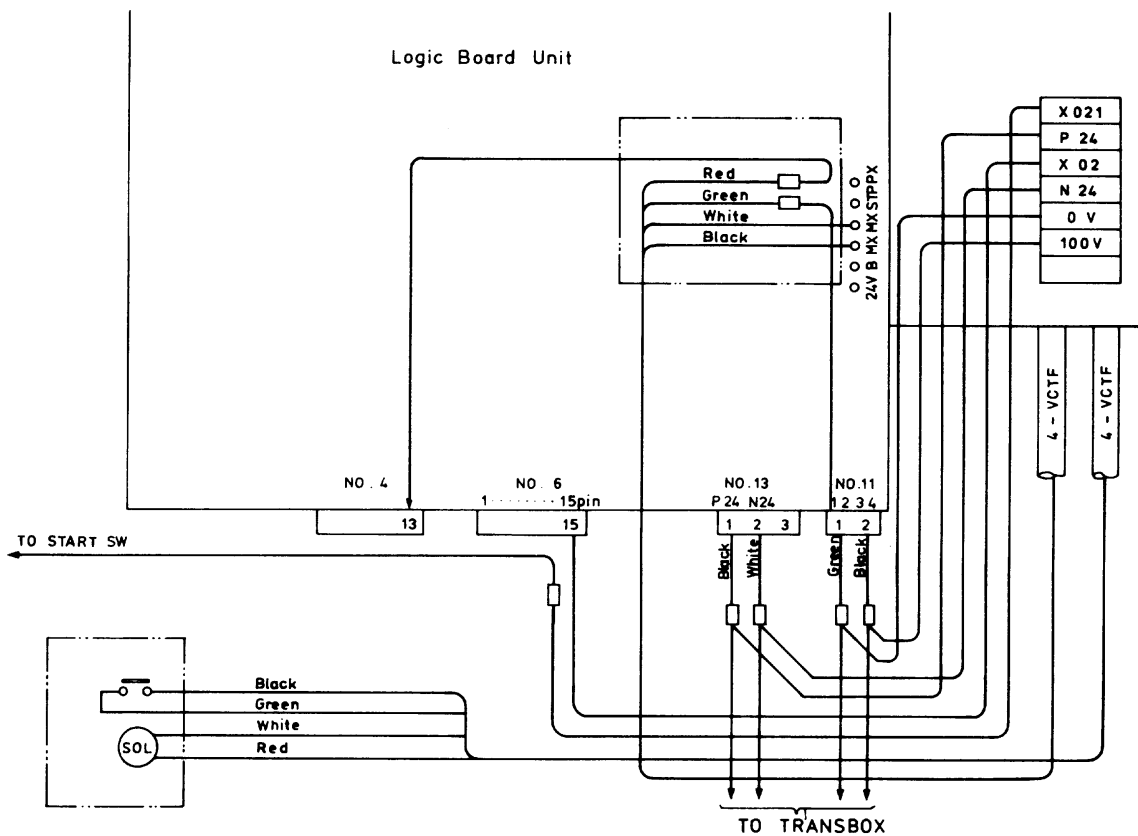 Logic Board Unit
X 021
P 24
X 02
N 24
0 V
100 V
Red
Green
White
Black
PX
STP
MX
MX
B
24V
4 - VCTF
4 - VCTF
NO. 4
NO. 6
1 ········ 15pin
NO. 13
P 24 N24
NO. 11
1 2 3 4
13
15
1 2 3
1 2
TO START SW
Black
White
Green
Black
Black
Green
White
Red
SOL
TO TRANSBOX